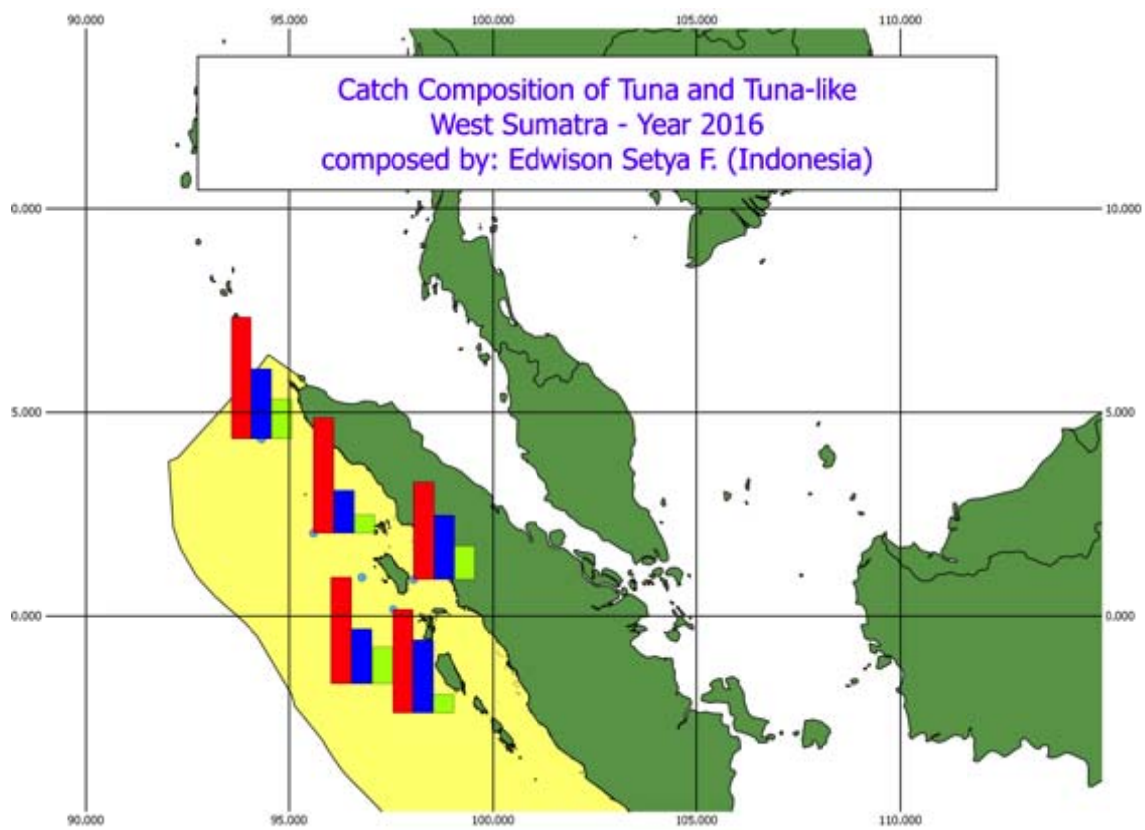 90.000 95.000 100.000 105.000 110.000
Catch Composition of Tuna and Tuna-like
West Sumatra - Year 2016
composed by: Edwison Setya F. (Indonesia)
0.000 10.000
5.000 5.000
0.000 0.000
90.000 95.000 100.000 105.000 110.000